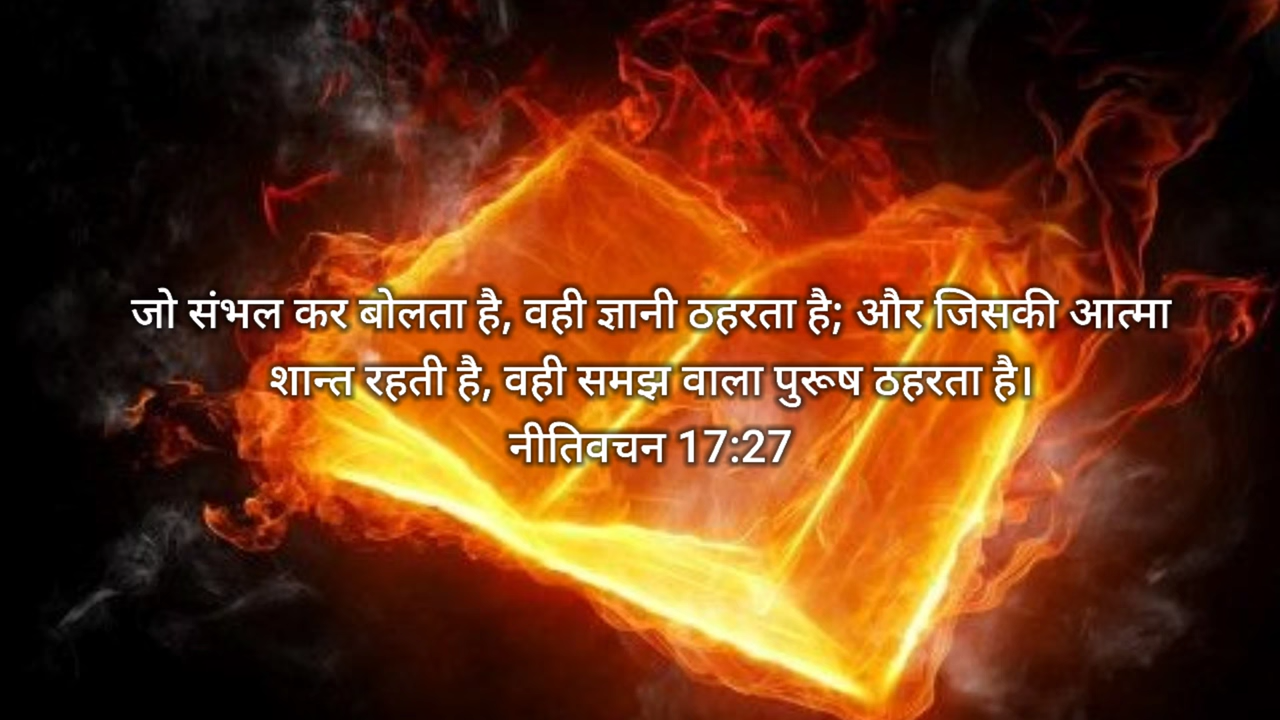 जो संभल कर बोलता है, वही ज्ञानी ठहरता है; और जिसकी आत्मा
शान्त रहती है, वही समझ वाला पुरूष ठहरता है।
नीतिवचन 17:27